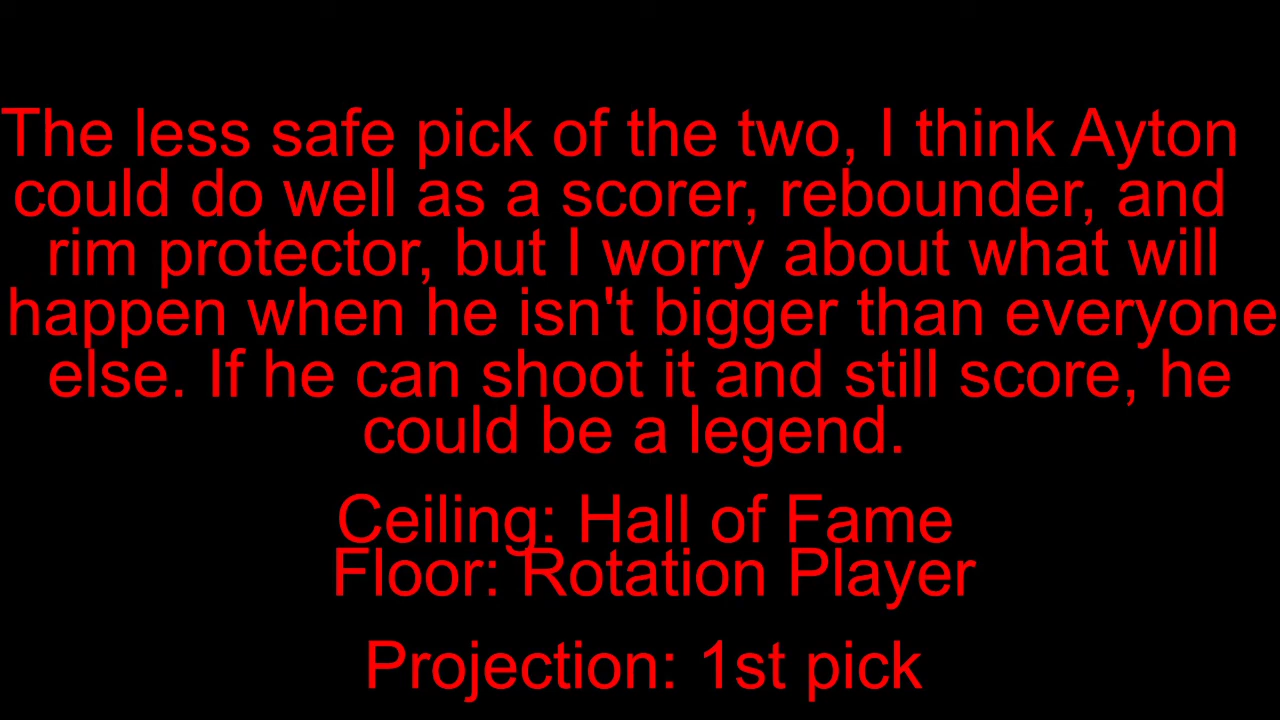 The less safe pick of the two, I think Ayton
could do well as a scorer, rebounder, and
rim protector, but I worry about what will
happen when he isn't bigger than everyone
else. If he can shoot it and still score, he
could be a legend.
Ceiling: Hall of Fame
Floor: Rotation Player
Projection: 1st pick